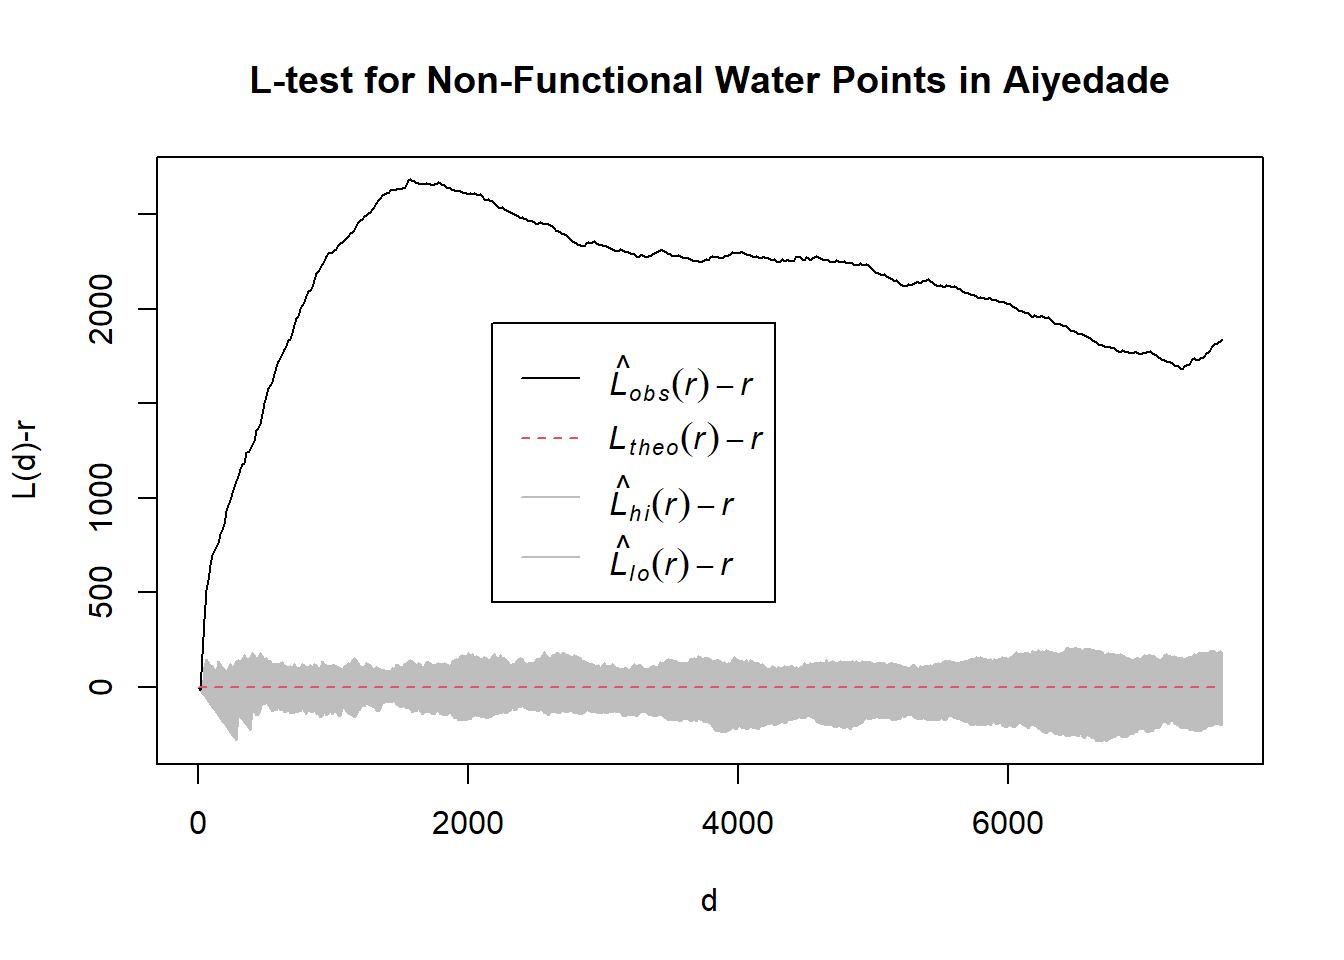 L-test for Non-Functional Water Points in Aiyedade
L(d)-r
2000
1000
500
0
L̂obs(r) – r
Ltheo(r) – r
L̂hi(r) – r
L̂lo(r) – r
0 2000 4000 6000
d